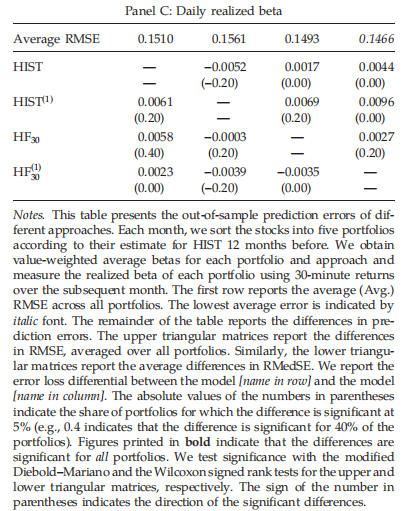 Panel C: Daily realized beta
Average RMSE 0.1510 0.1561 0.1493 0.1466
HIST — −0.0052 0.0017 0.0044
— (−0.20) (0.00) (0.00)
HIST(1) 0.0061 — 0.0069 0.0096
(0.20) — (0.20) (0.00)
HF30 0.0058 −0.0003 — 0.0027
(0.40) (0.20) — (0.20)
HF30(1) 0.0023 −0.0039 −0.0035 —
(0.00) (−0.20) (0.00) —
Notes. This table presents the out-of-sample prediction errors of dif-
ferent approaches. Each month, we sort the stocks into five portfolios
according to their estimate for HIST 12 months before. We obtain
value-weighted average betas for each portfolio and approach and
measure the realized beta of each portfolio using 30-minute returns
over the subsequent month. The first row reports the average (Avg.)
RMSE across all portfolios. The lowest average error is indicated by
italic font. The remainder of the table reports the differences in pre-
diction errors. The upper triangular matrices report the differences
in RMSE, averaged over all portfolios. Similarly, the lower triangu-
lar matrices report the average differences in RMedSE. We report the
error loss differential between the model [name in row] and the model
[name in column]. The absolute values of the numbers in parentheses
indicate the share of portfolios for which the difference is significant at
5% (e.g., 0.4 indicates that the difference is significant for 40% of the
portfolios). Figures printed in bold indicate that the differences are
significant for all portfolios. We test significance with the modified
Diebold–Mariano and the Wilcoxon signed rank tests for the upper and
lower triangular matrices, respectively. The sign of the number in
parentheses indicates the direction of the significant differences.